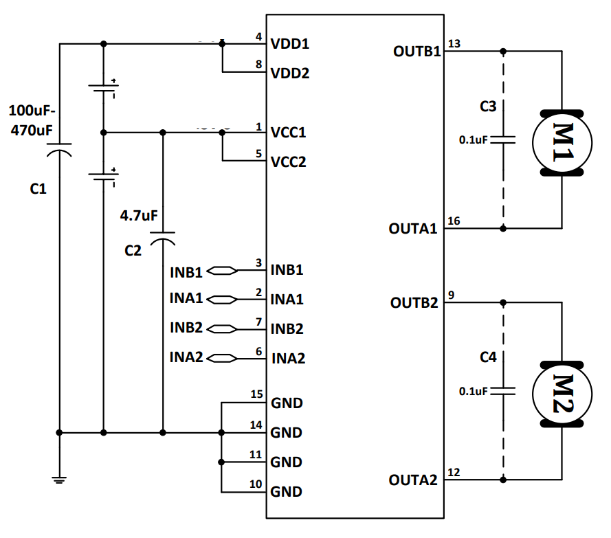 4
VDD1
8
VDD2
100uF-
470uF
C1
1
VCC1
5
VCC2
4.7uF
C2
INB1
3
INB1
INA1
2
INA1
INB2
7
INB2
INA2
6
INA2
15
GND
14
GND
11
GND
10
GND
OUTB1
13
C3
0.1uF
M1
OUTA1
16
OUTB2
9
C4
0.1uF
M2
OUTA2
12